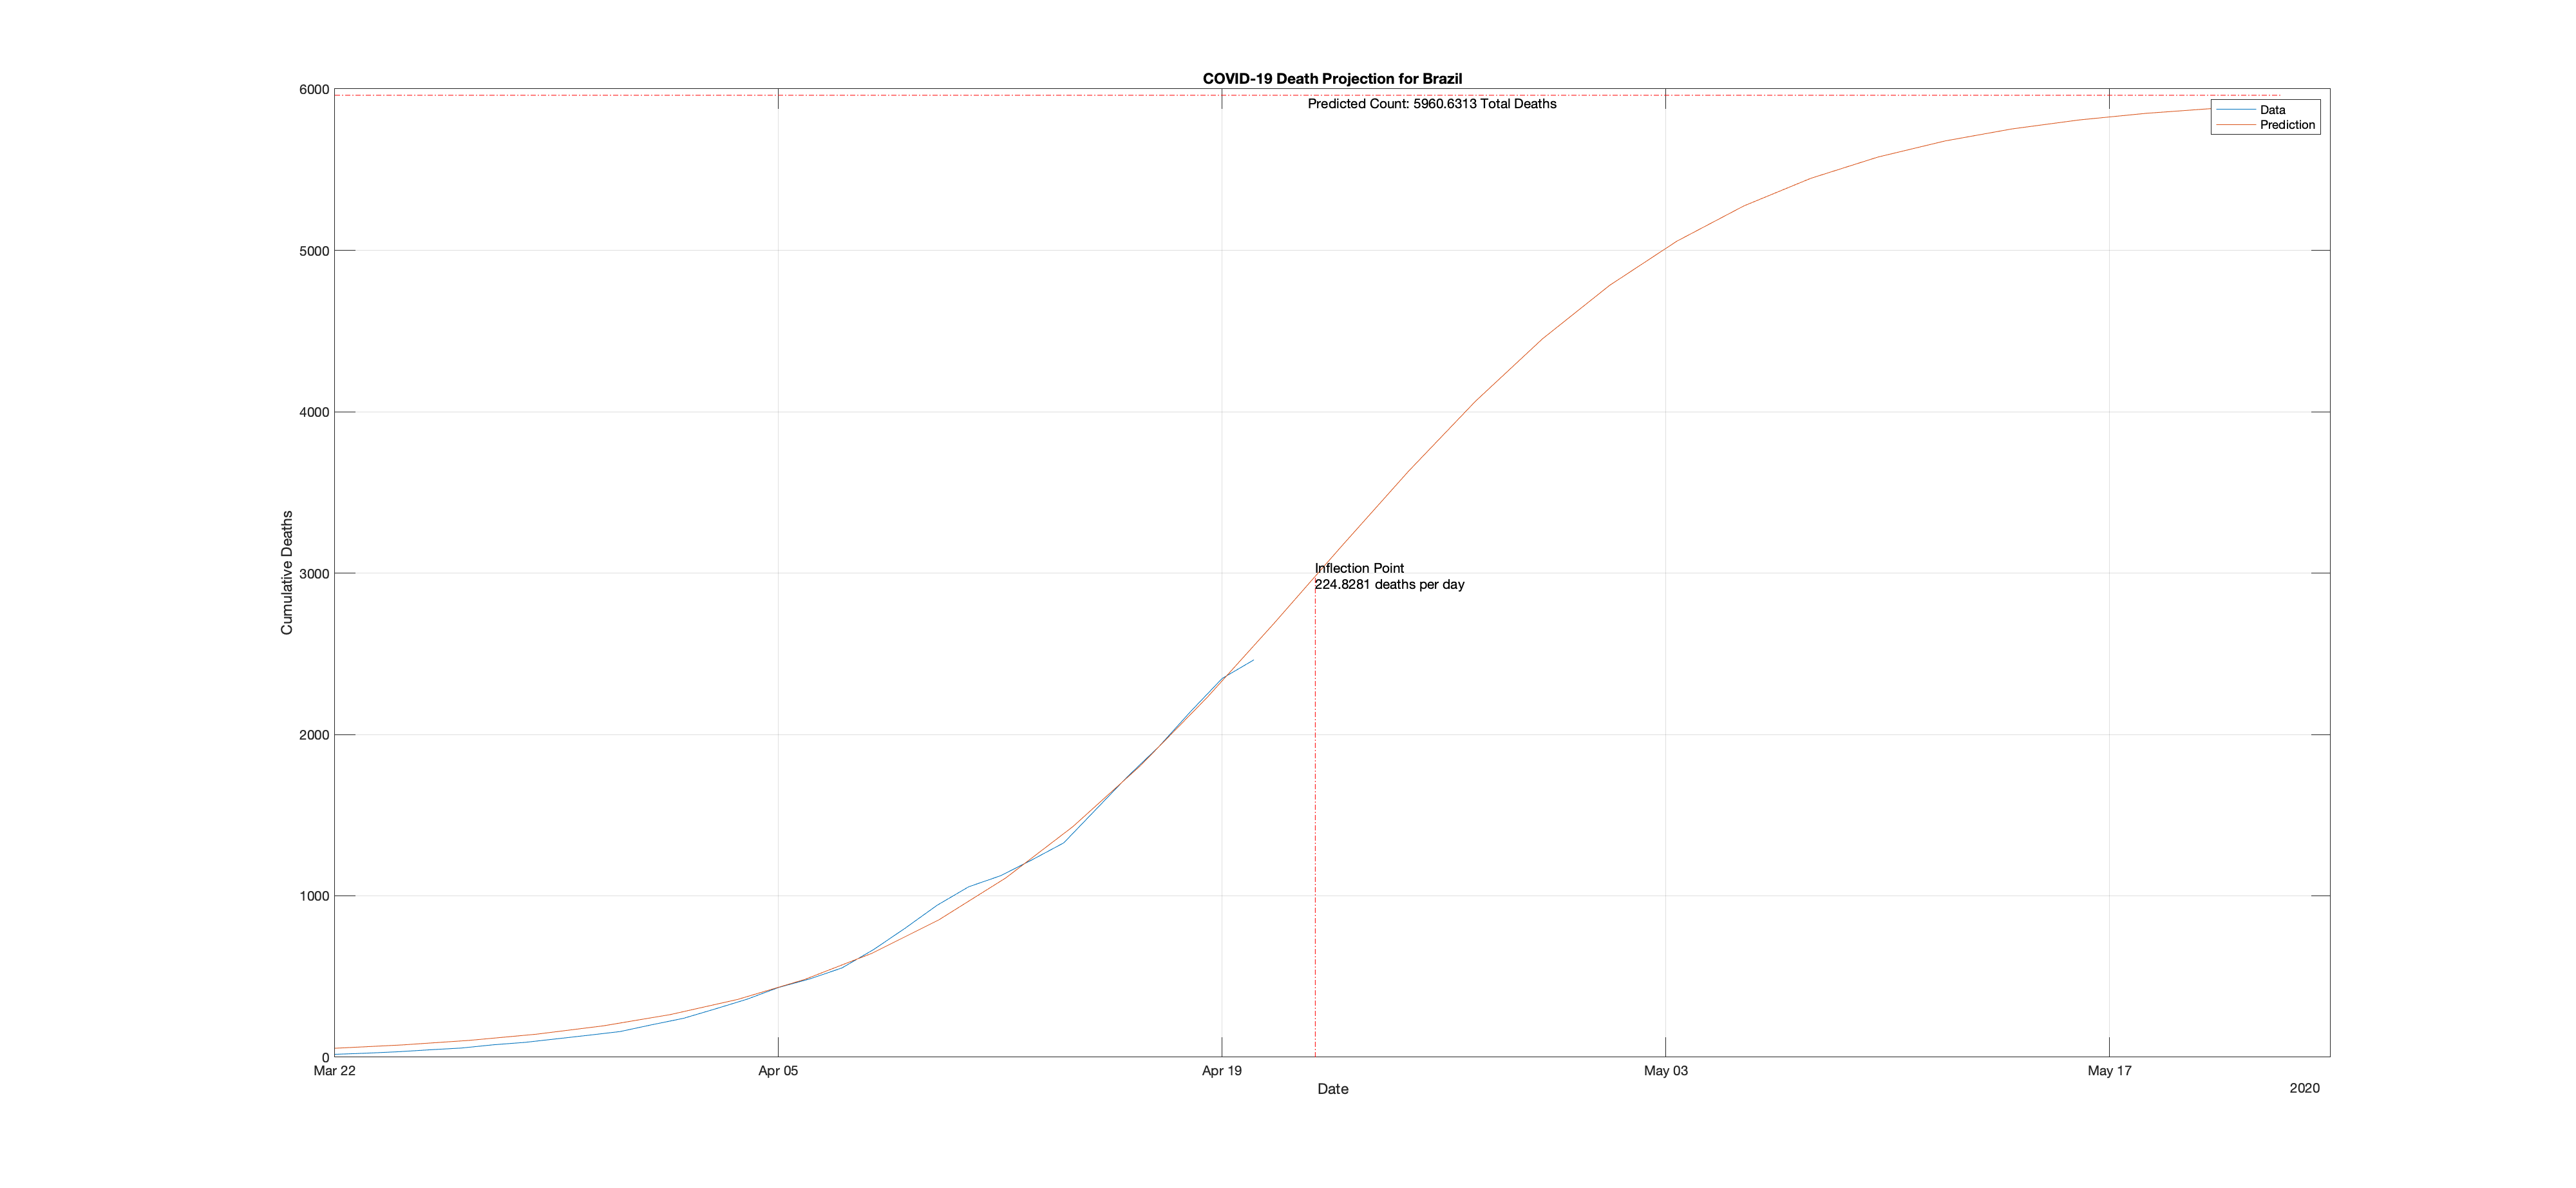 COVID-19 Death Projection for Brazil
6000
Predicted Count: 5960.6313 Total Deaths
Data
Prediction
5000
4000
3000
Inflection Point
224.8281 deaths per day
Cumulative Deaths
2000
1000
0
Mar 22
Apr 05
Apr 19
May 03
May 17
Date
2020